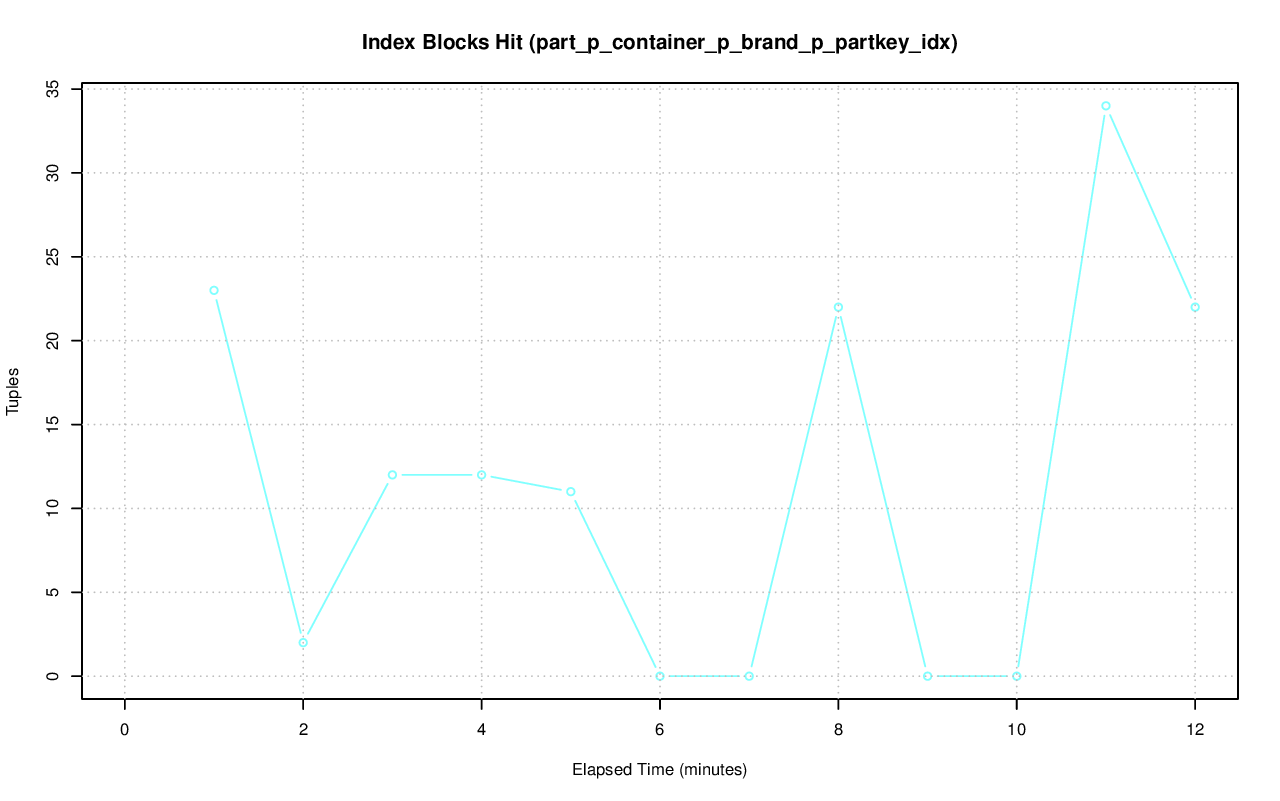 Index Blocks Hit (part_p_container_p_brand_p_partkey_idx)
35
30
25
20
15
10
5
0
Tuples
0 2 4 6 8 10 12
Elapsed Time (minutes)